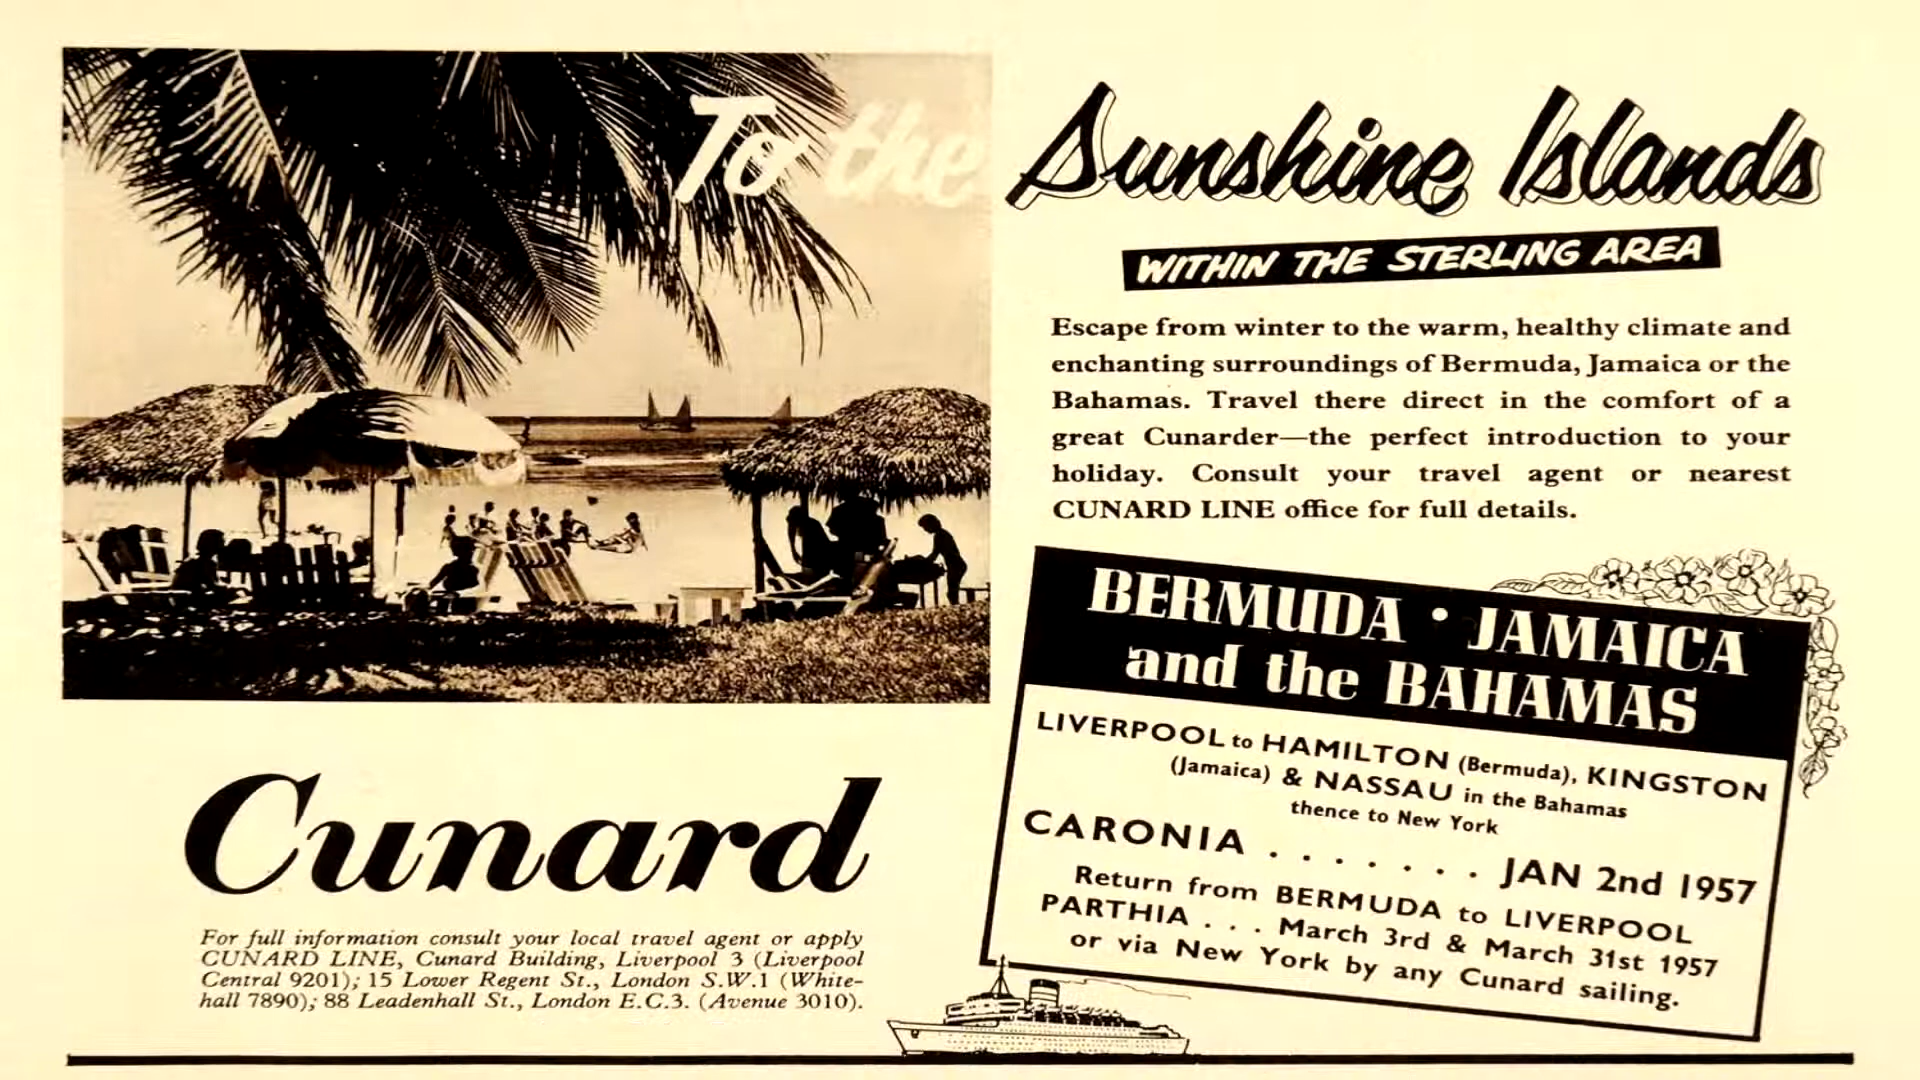 To the Sunshine Islands
WITHIN THE STERLING AREA
Escape from winter to the warm, healthy climate and
enchanting surroundings of Bermuda, Jamaica or the
Bahamas. Travel there direct in the comfort of a
great Cunarder—the perfect introduction to your
holiday. Consult your travel agent or nearest
CUNARD LINE office for full details.
BERMUDA • JAMAICA
and the BAHAMAS
LIVERPOOL to HAMILTON (Bermuda), KINGSTON
(Jamaica) & NASSAU in the Bahamas
thence to New York
CARONIA . . . . . . . JAN 2nd 1957
Return from BERMUDA to LIVERPOOL
PARTHIA . . . March 3rd & March 31st 1957
or via New York by any Cunard sailing.
Cunard
For full information consult your local travel agent or apply
CUNARD LINE, Cunard Building, Liverpool 3 (Liverpool
Central 9201); 15 Lower Regent St., London S.W.1 (White-
hall 7890); 88 Leadenhall St., London E.C.3. (Avenue 3010).